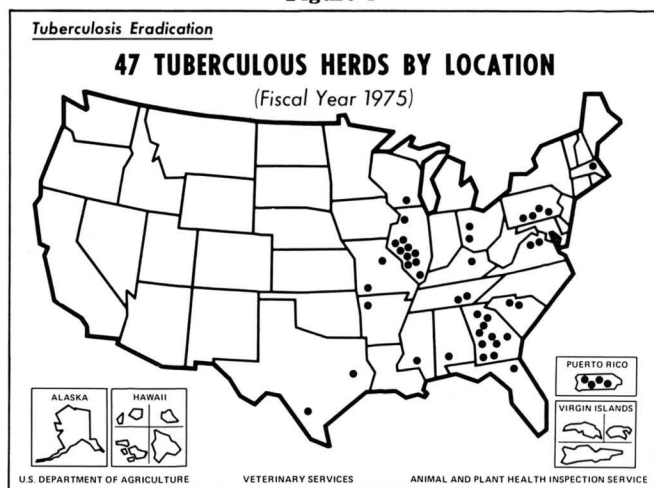 Tuberculosis Eradication
47 TUBERCULOUS HERDS BY LOCATION
(Fiscal Year 1975)
PUERTO RICO
ALASKA
HAWAII
VIRGIN ISLANDS
U.S. DEPARTMENT OF AGRICULTURE
VETERINARY SERVICES
ANIMAL AND PLANT HEALTH INSPECTION SERVICE